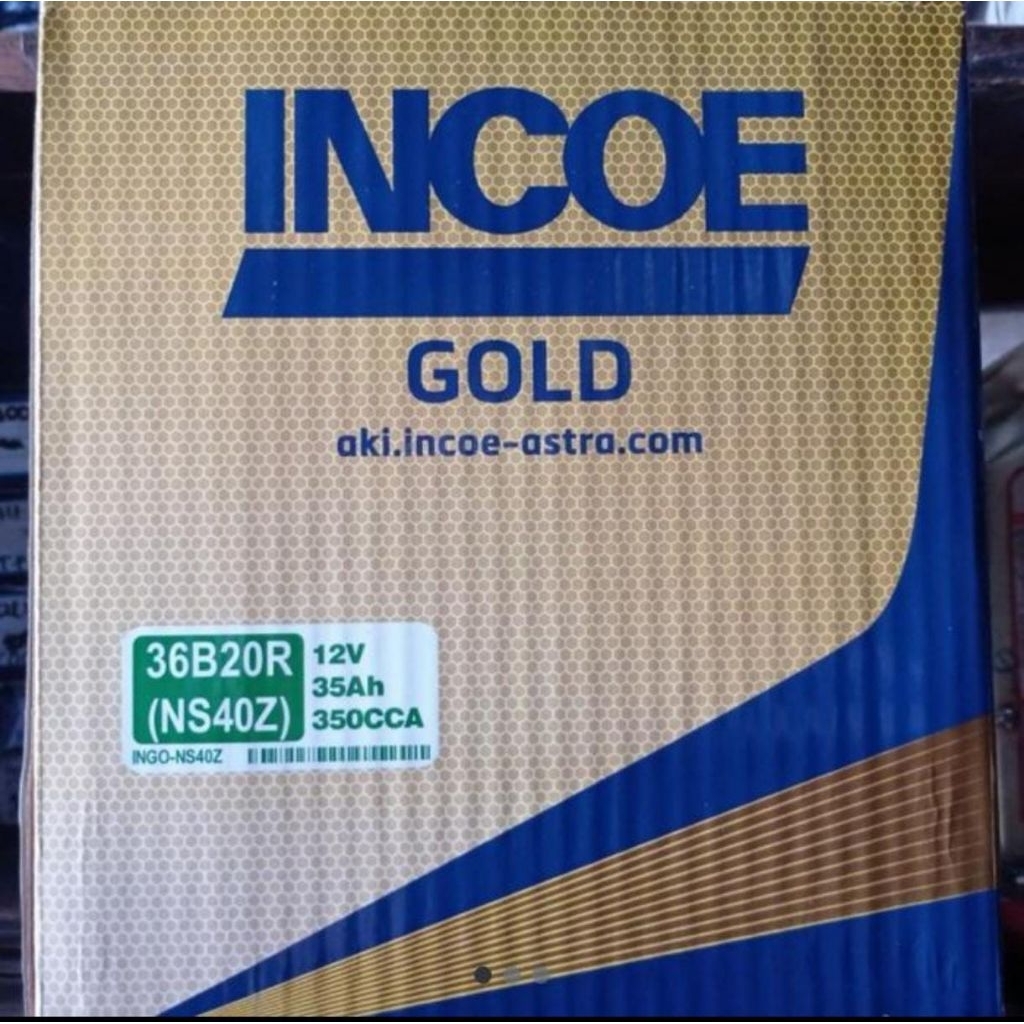 INCOE
GOLD
aki.incoe-astra.com
36B20R
(NS40Z)
12V
35Ah
350CCA
INGO-NS40Z